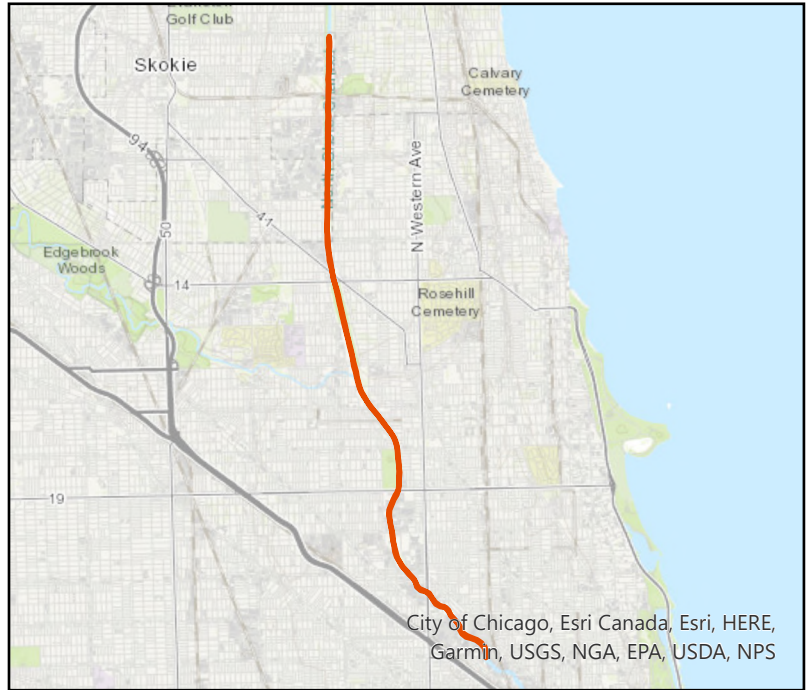 Golf Club
Skokie
Calvary
Cemetery
94
N Western Ave
41
50
Edgebrook
Woods
14
Rosehill
Cemetery
19
City of Chicago, Esri Canada, Esri, HERE,
Garmin, USGS, NGA, EPA, USDA, NPS